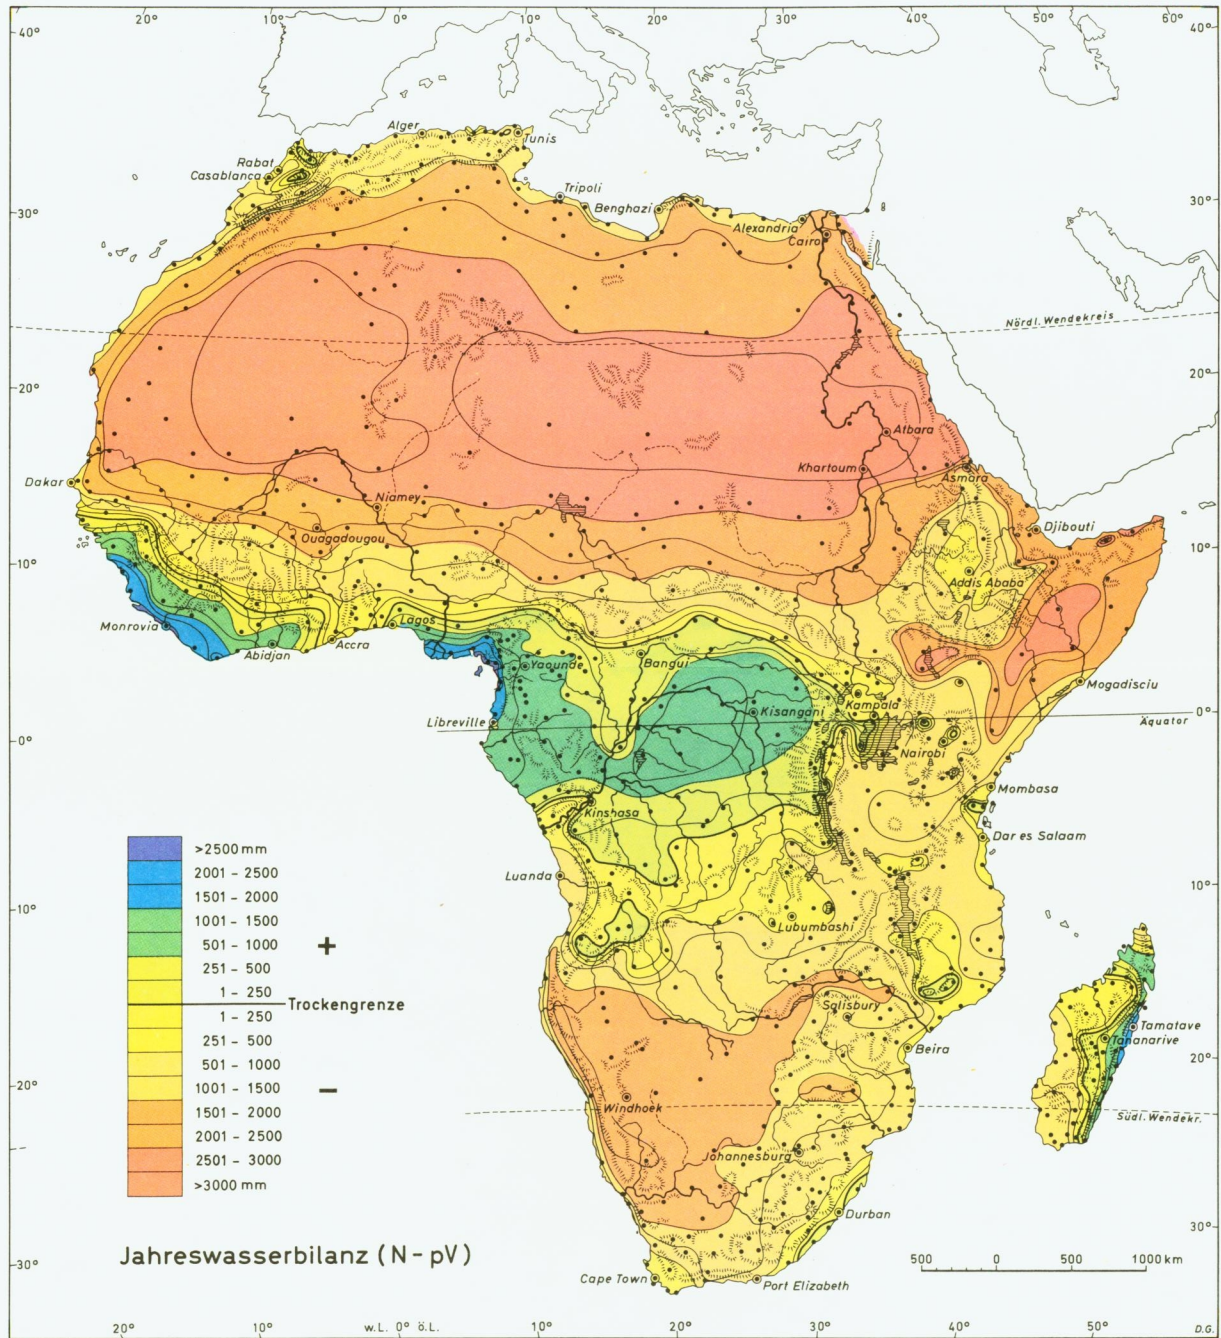 20° 10° 0° 10° 20° 30° 40° 50° 60°
40° 40°
Alger
Tunis
Rabat
Casablanca
Tripoli
Benghazi
Alexandria
Cairo
30° 30°
Nördl. Wendekreis
20° 20°
Atbara
Khartoum
Asmara
Dakar
Niamey
Ouagadougou
Djibouti
10° 10°
Addis Ababa
Monrovia
Abidjan
Accra
Lagos
Yaounde
Bangui
Mogadisciu
Libreville
Kisangani
Kampala
0° 0°
Äquator
Nairobi
Mombasa
Kinshasa
Dar es Salaam
Luanda
10° 10°
Lubumbashi
>2500 mm
2001 - 2500
1501 - 2000
1001 - 1500
501 - 1000
+
251 - 500
1 - 250
Trockengrenze
1 - 250
251 - 500
501 - 1000
1001 - 1500
−
1501 - 2000
2001 - 2500
2501 - 3000
>3000 mm
Salisbury
Beira
Tamatave
Tananarive
20° 20°
Windhoek
Südl. Wendekr.
Johannesburg
Durban
30° 30°
Jahreswasserbilanz (N - pV)
Cape Town
Port Elizabeth
500 0 500 1000 km
20° 10° w.L. 0° ö.L. 10° 20° 30° 40° 50° D.G.